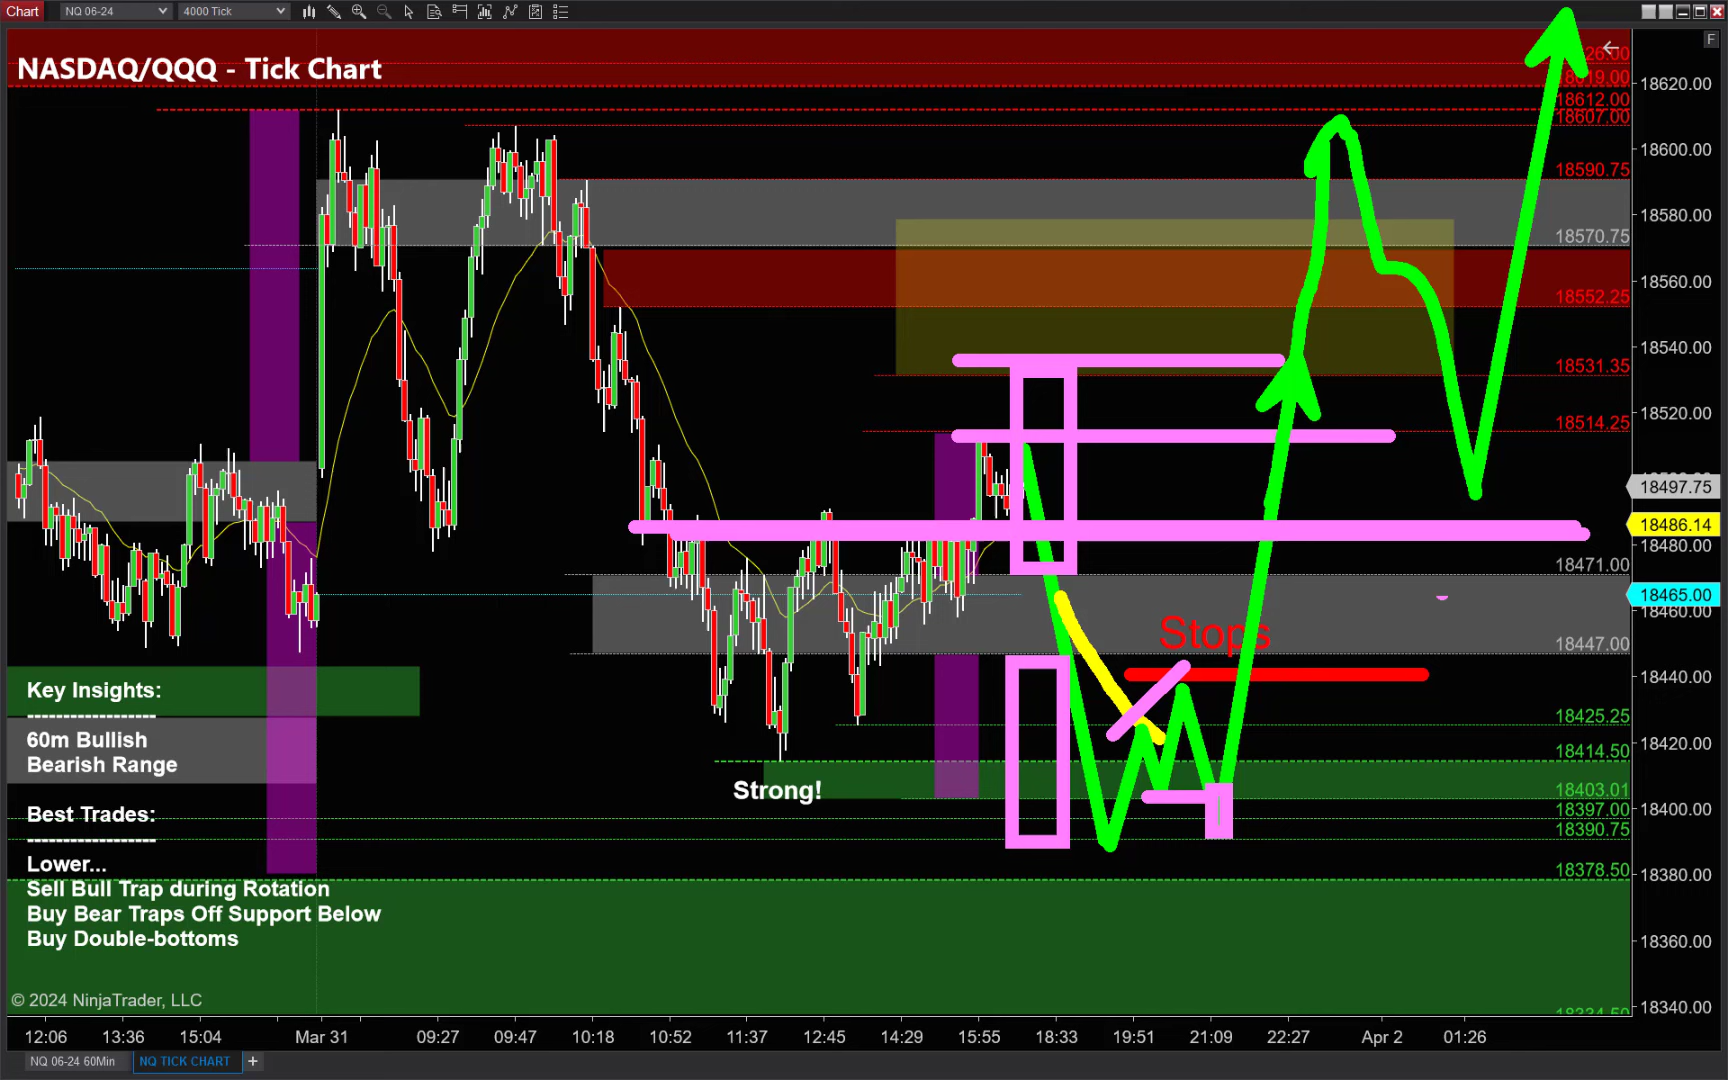 Chart
NQ 06-24
4000 Tick
F
NASDAQ/QQQ - Tick Chart
18619.00
18612.00
18607.00
18590.75
18570.75
18552.25
18531.35
18514.25
18471.00
18447.00
18425.25
18414.50
18403.01
18397.00
18390.75
18378.50
18334.50
18620.00
18600.00
18580.00
18560.00
18540.00
18520.00
18497.75
18486.14
18480.00
18465.00
18460.00
18440.00
18420.00
18400.00
18380.00
18360.00
18340.00
Stops
Strong!
Key Insights:
----------------
60m Bullish
Bearish Range
Best Trades:
----------------
Lower...
Sell Bull Trap during Rotation
Buy Bear Traps Off Support Below
Buy Double-bottoms
© 2024 NinjaTrader, LLC
12:06 13:36 15:04 Mar 31 09:27 09:47 10:18 10:52 11:37 12:45 14:29 15:55 18:33 19:51 21:09 22:27 Apr 2 01:26
NQ 06-24 60Min NQ TICK CHART +